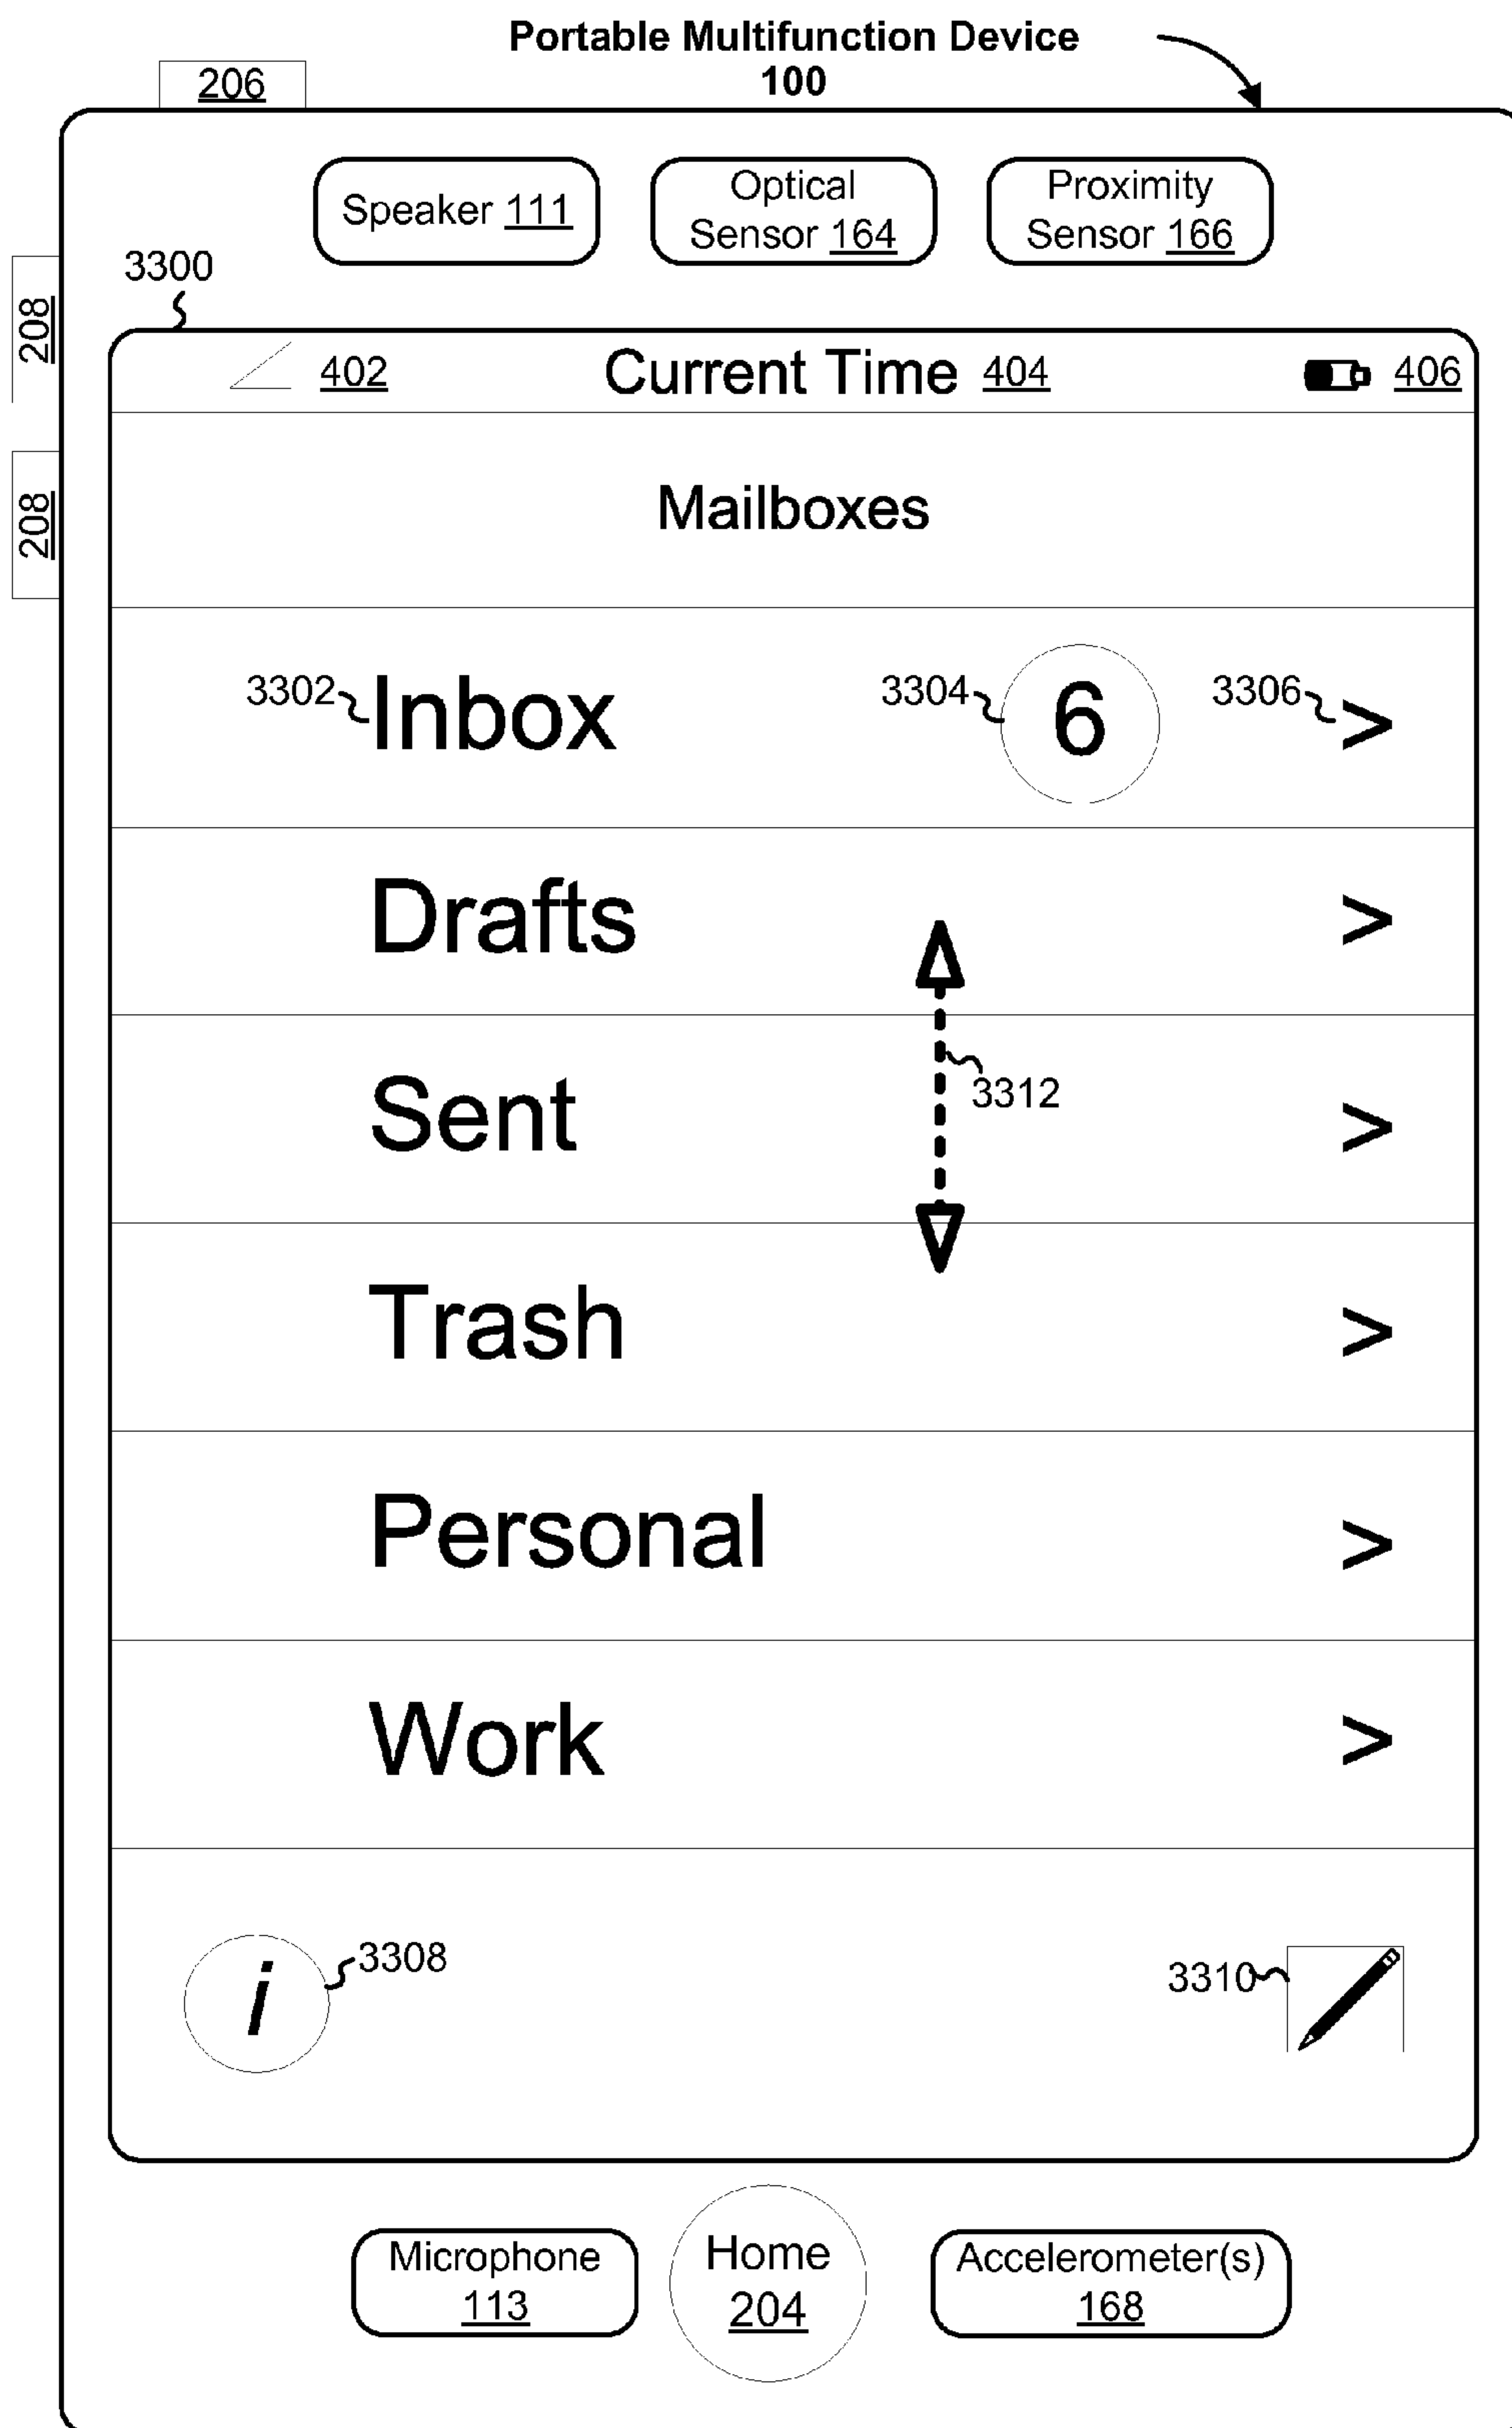 Portable Multifunction Device
100
206
Speaker 111
Optical
Sensor 164
Proximity
Sensor 166
3300
208
402
Current Time 404
406
208
Mailboxes
3302
Inbox
3304
6
3306
>
Drafts
>
3312
Sent
>
Trash
>
Personal
>
Work
>
i
3308
3310
Microphone
113
Home
204
Accelerometer(s)
168